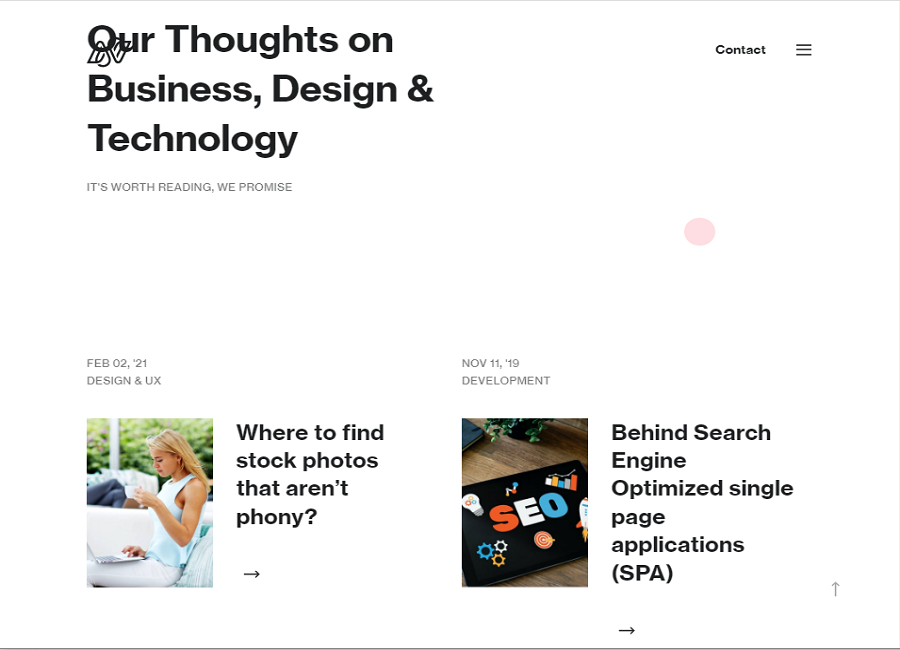 Our Thoughts on
Business, Design &
Technology
Contact
IT'S WORTH READING, WE PROMISE
FEB 02, '21
DESIGN & UX
NOV 11, '19
DEVELOPMENT
Where to find
stock photos
that aren't
phony?
Behind Search
Engine
Optimized single
page
applications
(SPA)
SEO